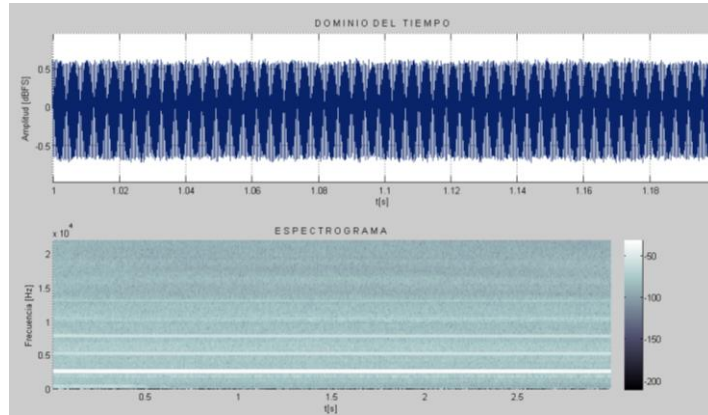 DOMINIO DEL TIEMPO
Amplitud [dBFS]
0.5
0
-0.5
1 1.02 1.04 1.06 1.08 1.1 1.12 1.14 1.16 1.18
t[s]
ESPECTROGRAMA
x 10^4
Frecuencia [Hz]
2
1.5
1
0.5
0
0.5 1 1.5 2 2.5
t[s]
-50
-100
-150
-200